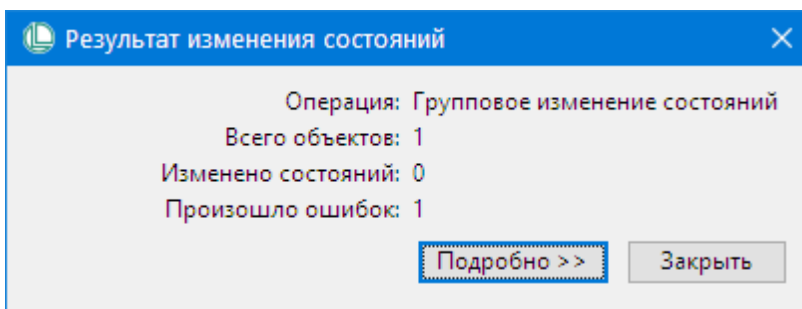 Результат изменения состояний
Операция: Групповое изменение состояний
Всего объектов: 1
Изменено состояний: 0
Произошло ошибок: 1
Подробно >> Закрыть